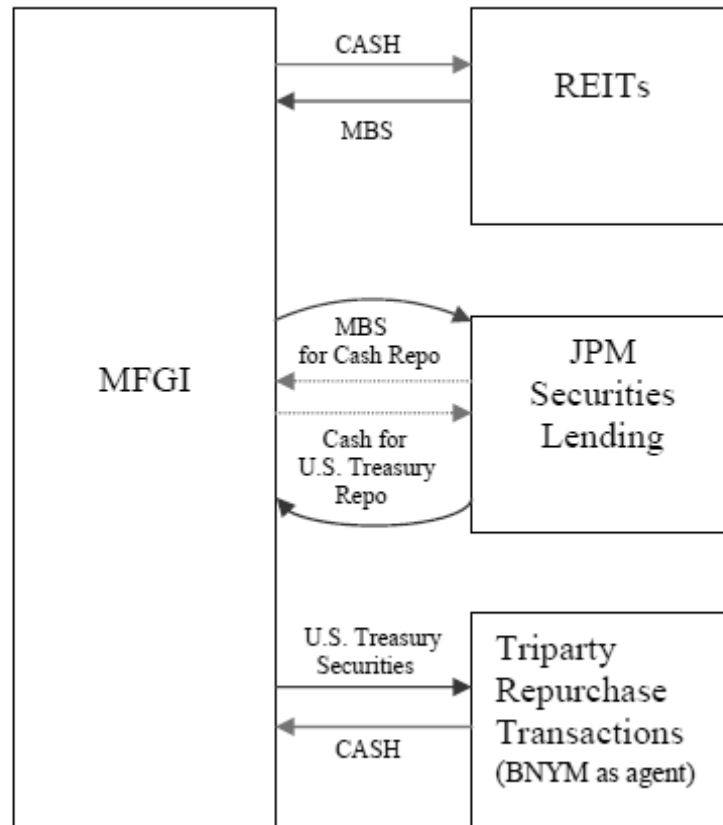 CASH
REITs
MBS
MFGI
MBS
for Cash Repo
JPM
Securities
Lending
Cash for
U.S. Treasury
Repo
U.S. Treasury
Securities
Triparty
Repurchase
Transactions
(BNYM as agent)
CASH